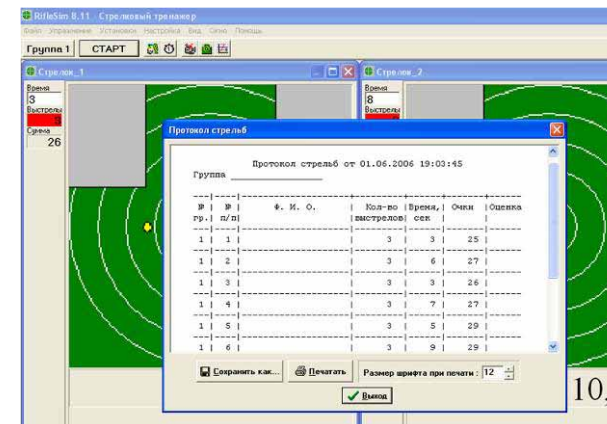 RifleSim 8.11 - Стрелковый тренажер
Файл Управление Установки Настройка Вид Окно Помощь
Группа 1 СТАРТ
Стрелок_1
Стрелок_2
Время
3
Выстрелы
3
Сумма
26
Время
8
Выстрелы
Протокол стрельб
Протокол стрельб от 01.06.2006 19:03:45
Группа
№ | № | Ф. И. О. | Кол-во |Время,| Очки |Оценка
гр.| п/п| |выстрелов| сек | |
1 | 1 | | 3 | 3 | 25 |
1 | 2 | | 3 | 6 | 27 |
1 | 3 | | 3 | 3 | 26 |
1 | 4 | | 3 | 7 | 27 |
1 | 5 | | 3 | 5 | 29 |
1 | 6 | | 3 | 9 | 29 |
Сохранить как... Печатать Размер шрифта при печати : 12
Выход
10,